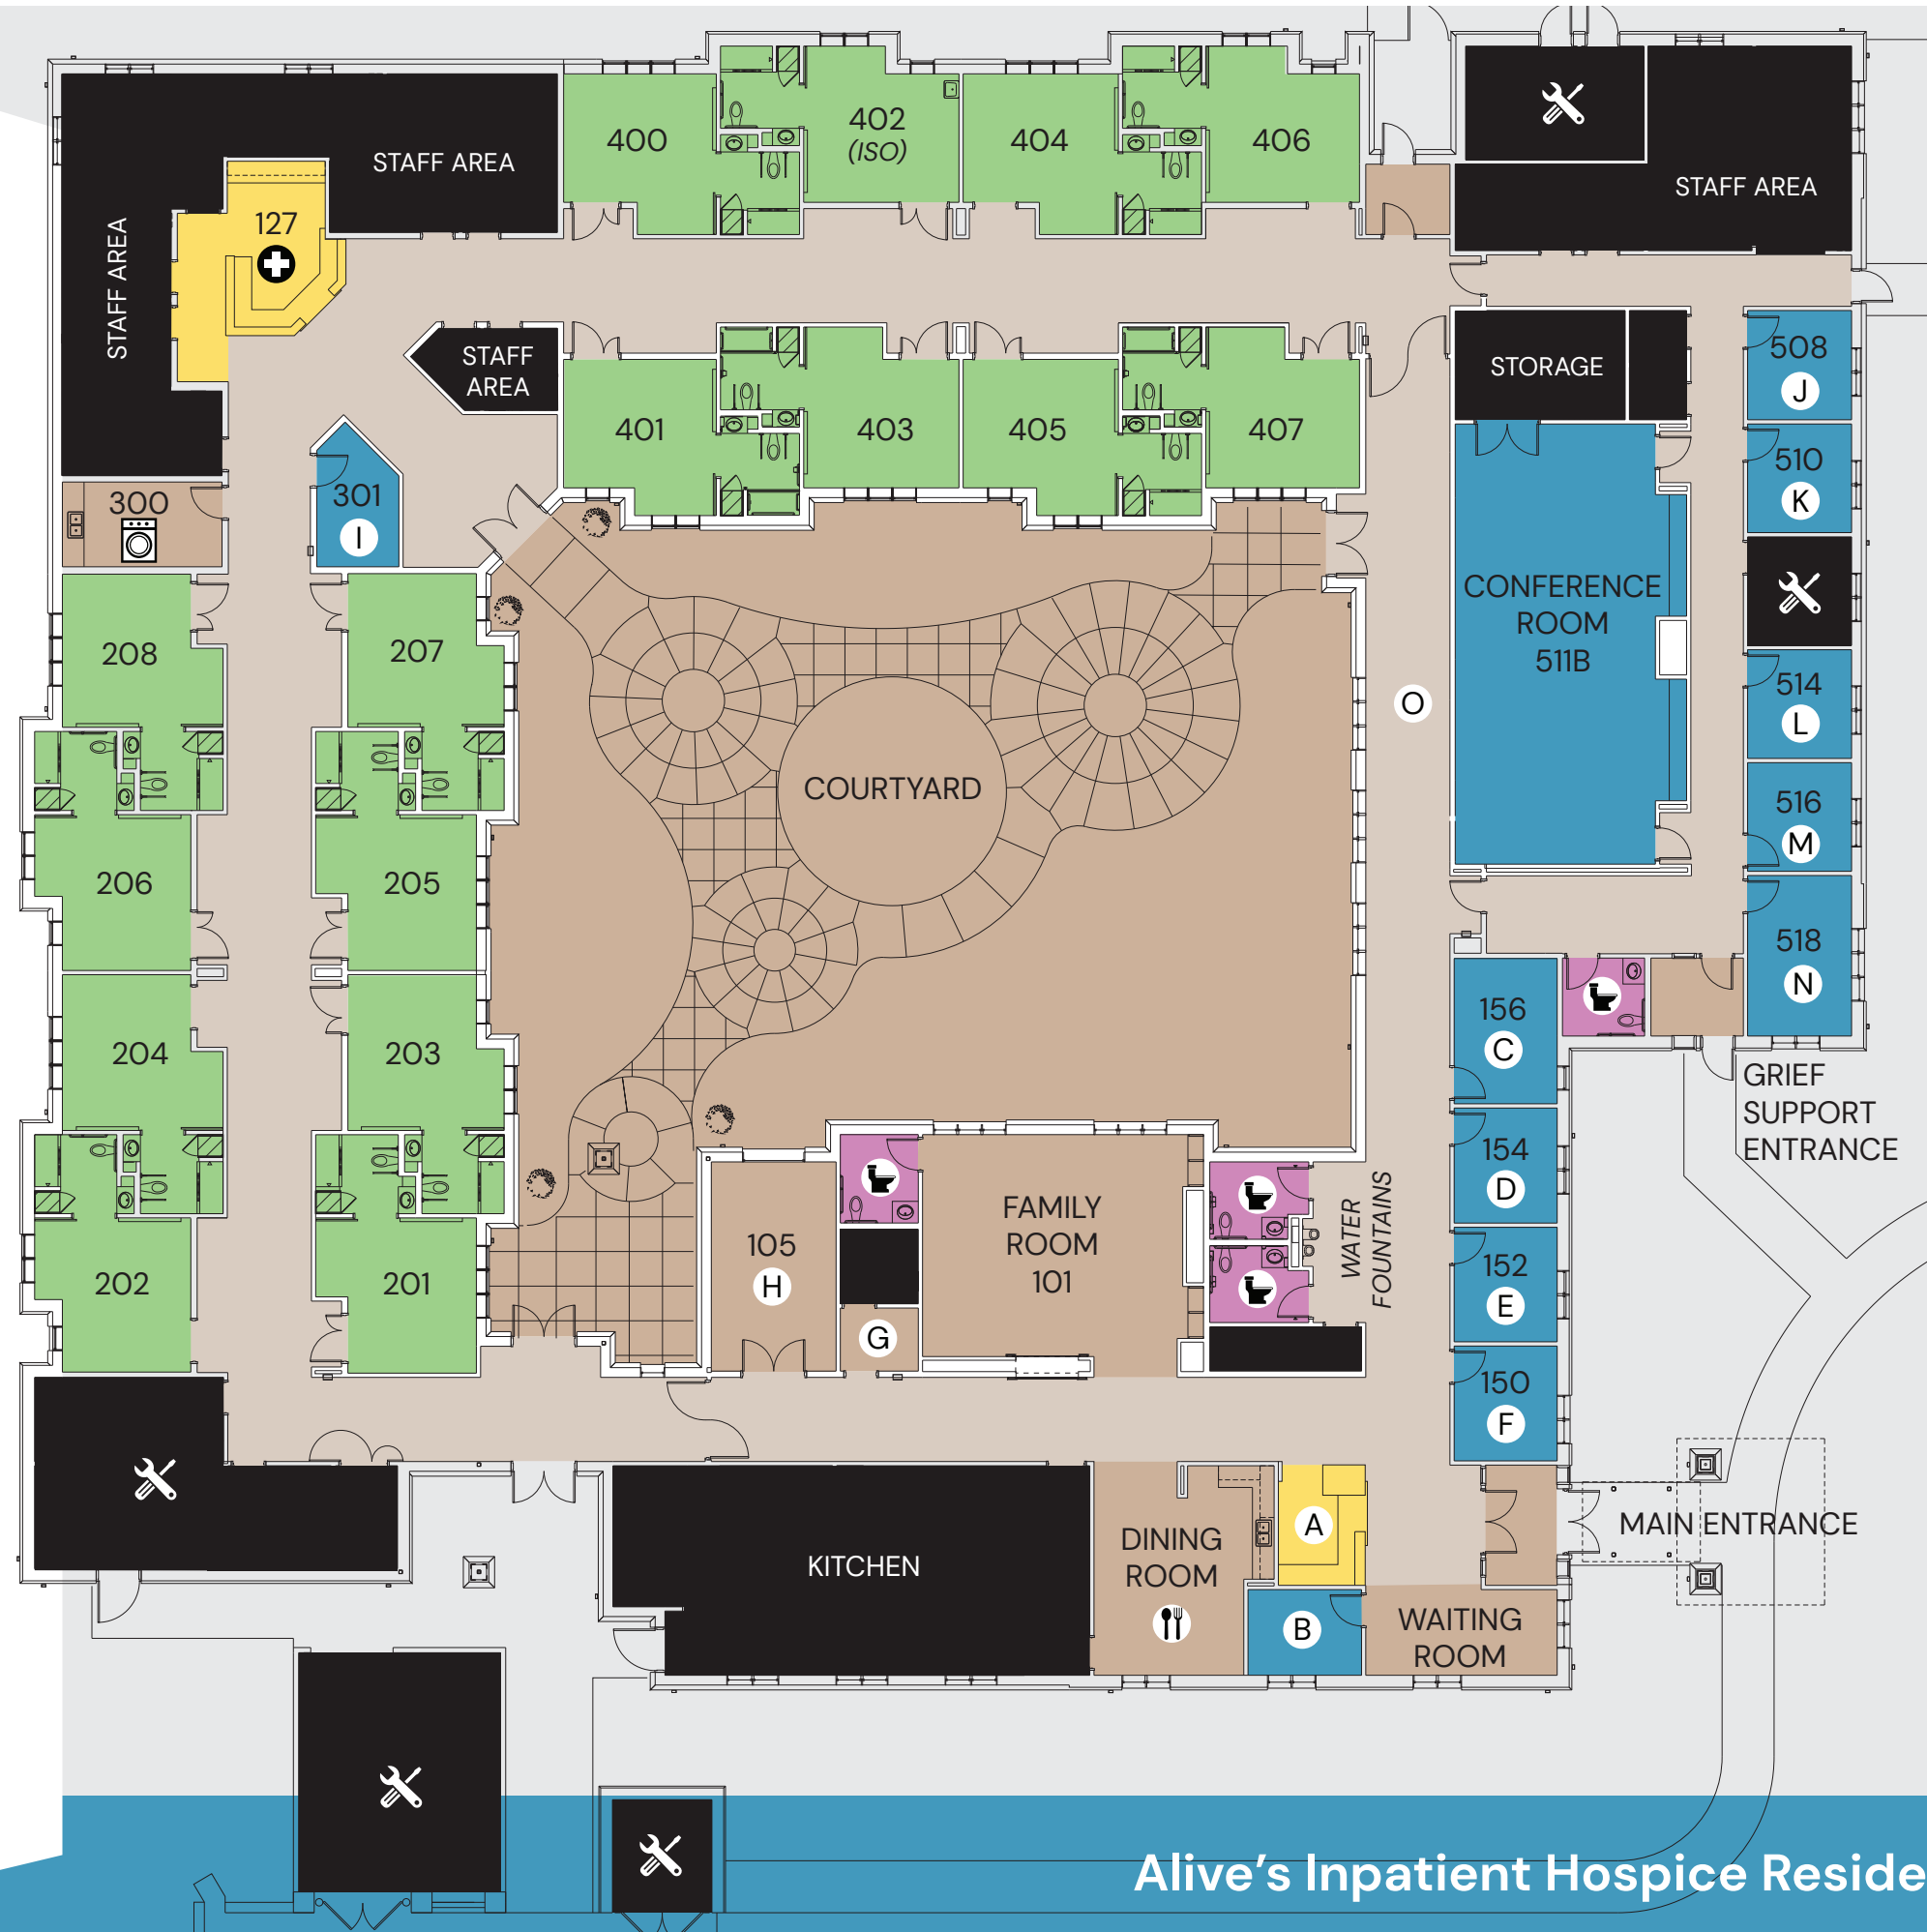 400
402
(ISO)
404
406
STAFF AREA
STAFF AREA
STAFF AREA
127
STAFF
AREA
401
403
405
407
STORAGE
508
J
510
K
300
301
I
208
207
CONFERENCE
ROOM
511B
514
L
O
COURTYARD
516
M
206
205
518
N
204
203
156
C
GRIEF
SUPPORT
ENTRANCE
154
D
WATER
FOUNTAINS
FAMILY
ROOM
101
105
H
152
E
202
201
G
150
F
A
MAIN ENTRANCE
DINING
ROOM
KITCHEN
B
WAITING
ROOM
Alive's Inpatient Hospice Reside